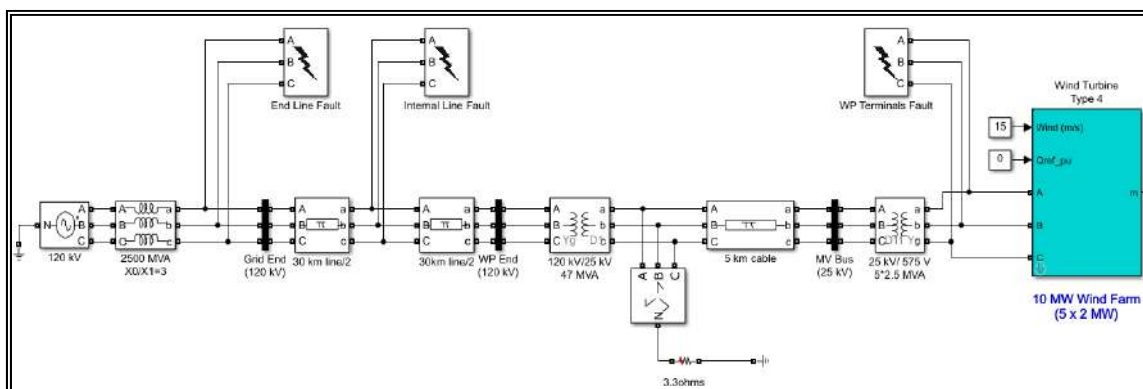 A
B
C
End Line Fault
A
B
C
Internal Line Fault
A
B
C
WP Terminals Fault
Wind Turbine
Type 4
15
Wind (m/s)
0
Qref_pu
A
B
C
m
N
A
B
C
120 kV
A
B
C
a
b
c
2500 MVA
X0/X1=3
Grid End
(120 kV)
A
B
C
a
b
c
30 km line/2
A
B
C
a
b
c
30km line/2
WP End
(120 kV)
A
B
C
a
b
c
Yg
120 kV/25 kV
47 MVA
A
B
C
a
b
c
5 km cable
MV Bus
(25 kV)
A
B
C
a
b
c
Yg
25 kV/ 575 V
5*2.5 MVA
A
B
C
N
3.3ohms
10 MW Wind Farm
(5 x 2 MW)